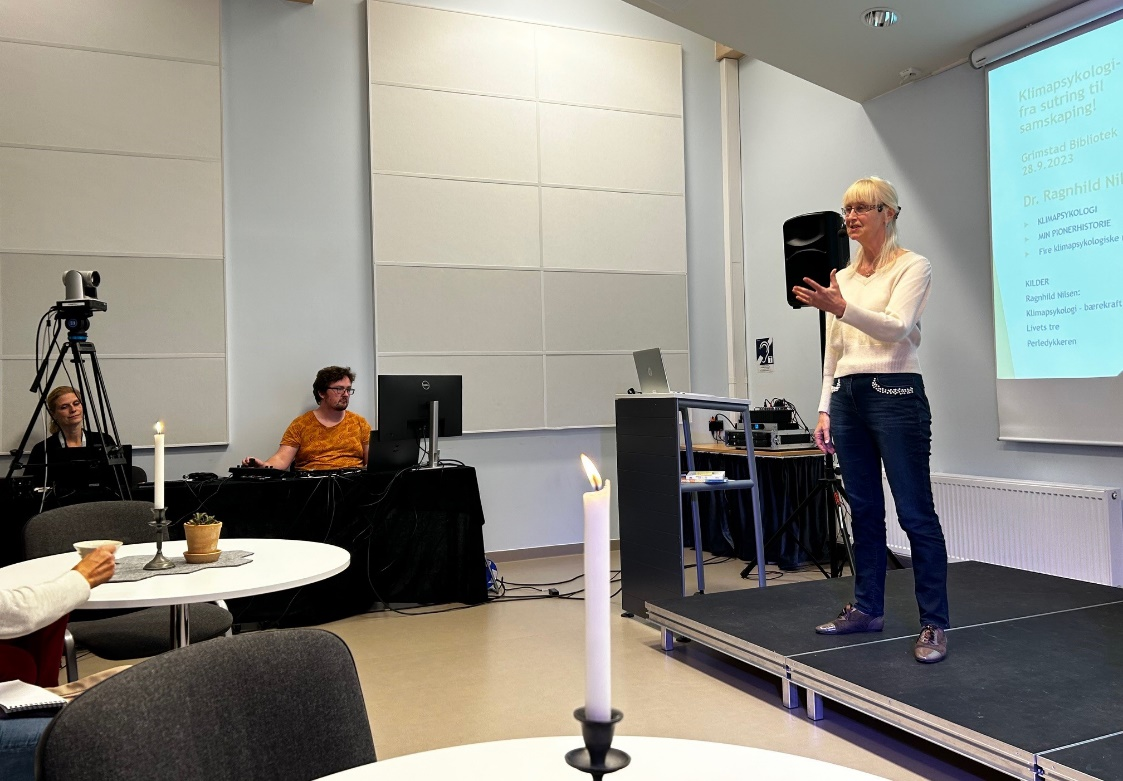 Klimapsykologi-
fra sutring til
samskaping!
Grimstad Bibliotek
28.9.2023
Dr. Ragnhild Nil
KLIMAPSYKOLOGI
MIN PIONERHISTORIE
Fire klimapsykologiske
KILDER
Ragnhild Nilsen:
Klimapsykologi - bærekraft
Livets tre
Perledykkeren
DELL